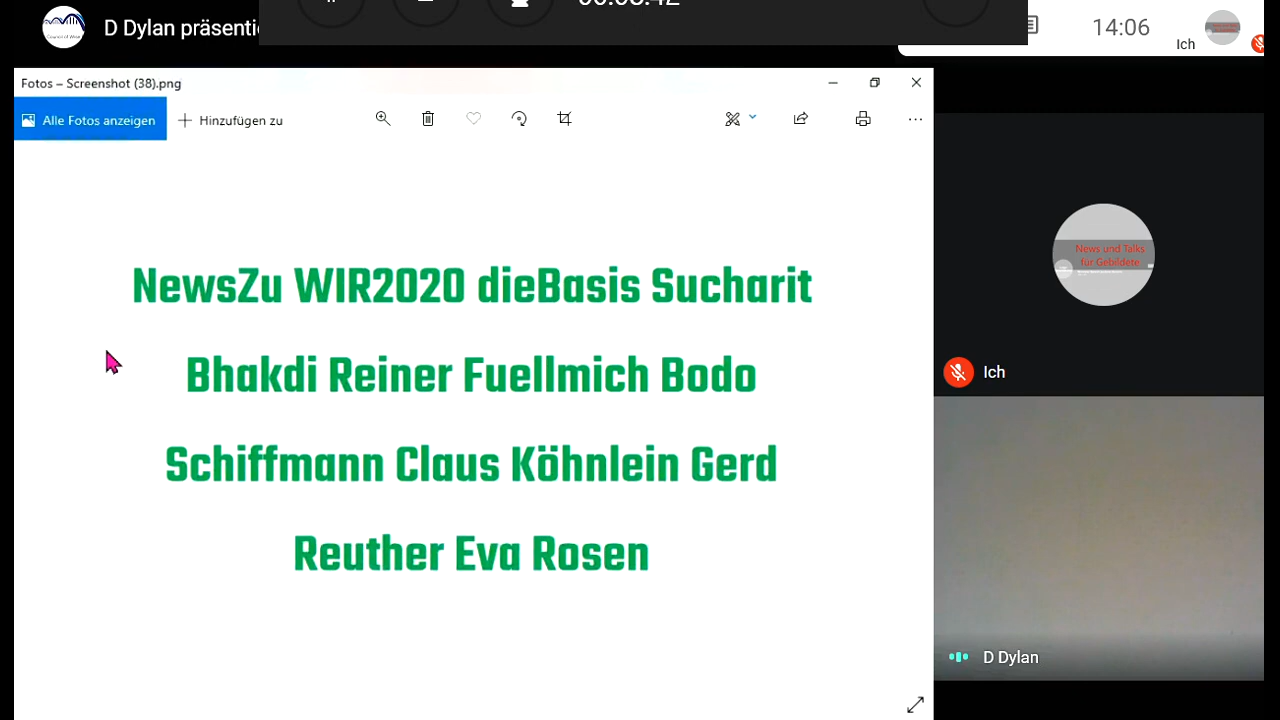 D Dylan präsenti
14:06
Ich
Fotos – Screenshot (38).png
Alle Fotos anzeigen
Hinzufügen zu
NewsZu WIR2020 dieBasis Sucharit
Bhakdi Reiner Fuellmich Bodo
Schiffmann Claus Köhnlein Gerd
Reuther Eva Rosen
News und Talks
für Gebildete
Ich
D Dylan